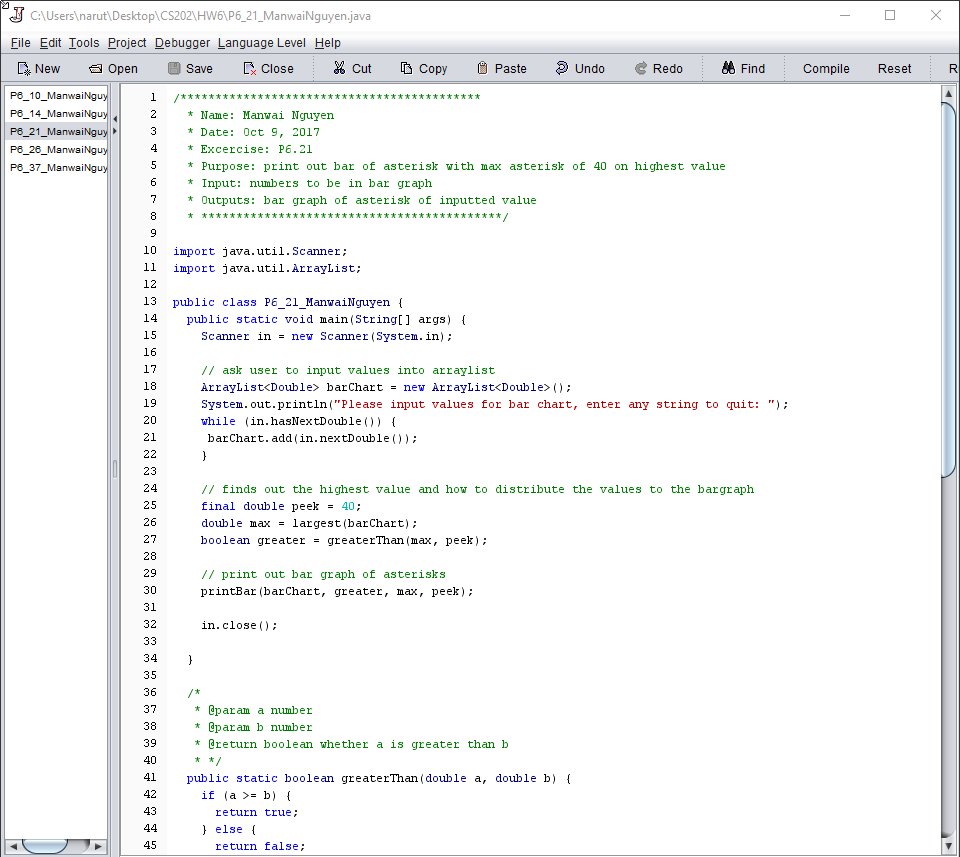 C:\Users\narut\Desktop\CS202\HW6\P6_21_ManwaiNguyen.java
File Edit Tools Project Debugger Language Level Help
New Open Save Close Cut Copy Paste Undo Redo Find Compile Reset R
P6_10_ManwaiNguy
P6_14_ManwaiNguy
P6_21_ManwaiNguy
P6_26_ManwaiNguy
P6_37_ManwaiNguy
1 /*******************************************
2 * Name: Manwai Nguyen
3 * Date: Oct 9, 2017
4 * Excercise: P6.21
5 * Purpose: print out bar of asterisk with max asterisk of 40 on highest value
6 * Input: numbers to be in bar graph
7 * Outputs: bar graph of asterisk of inputted value
8 * *******************************************/
9
10 import java.util.Scanner;
11 import java.util.ArrayList;
12
13 public class P6_21_ManwaiNguyen {
14 public static void main(String[] args) {
15 Scanner in = new Scanner(System.in);
16
17 // ask user to input values into arraylist
18 ArrayList<Double> barChart = new ArrayList<Double>();
19 System.out.println("Please input values for bar chart, enter any string to quit: ");
20 while (in.hasNextDouble()) {
21 barChart.add(in.nextDouble());
22 }
23
24 // finds out the highest value and how to distribute the values to the bargraph
25 final double peek = 40;
26 double max = largest(barChart);
27 boolean greater = greaterThan(max, peek);
28
29 // print out bar graph of asterisks
30 printBar(barChart, greater, max, peek);
31
32 in.close();
33
34 }
35
36 /*
37 * @param a number
38 * @param b number
39 * @return boolean whether a is greater than b
40 * */
41 public static boolean greaterThan(double a, double b) {
42 if (a >= b) {
43 return true;
44 } else {
45 return false;